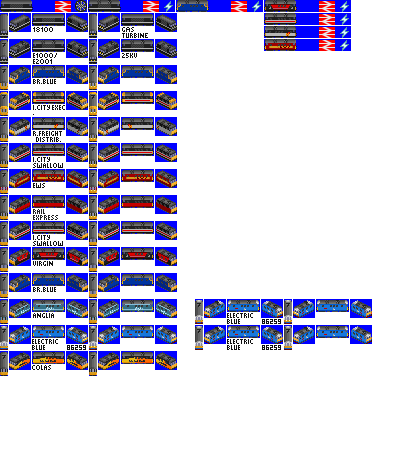 18100
GAS
TURBINE
E1000/
E2001
25KV
BR.BLUE
I.CITY EXEC
R.FREIGHT
DISTRIB.
I.CITY
SWALLOW
EWS
RAIL
EXPRESS
I.CITY
SWALLOW
VIRGIN
BR.BLUE
ANGLIA
ELECTRIC
BLUE 86259
ELECTRIC
BLUE 86259
ELECTRIC
BLUE 86259
COLAS